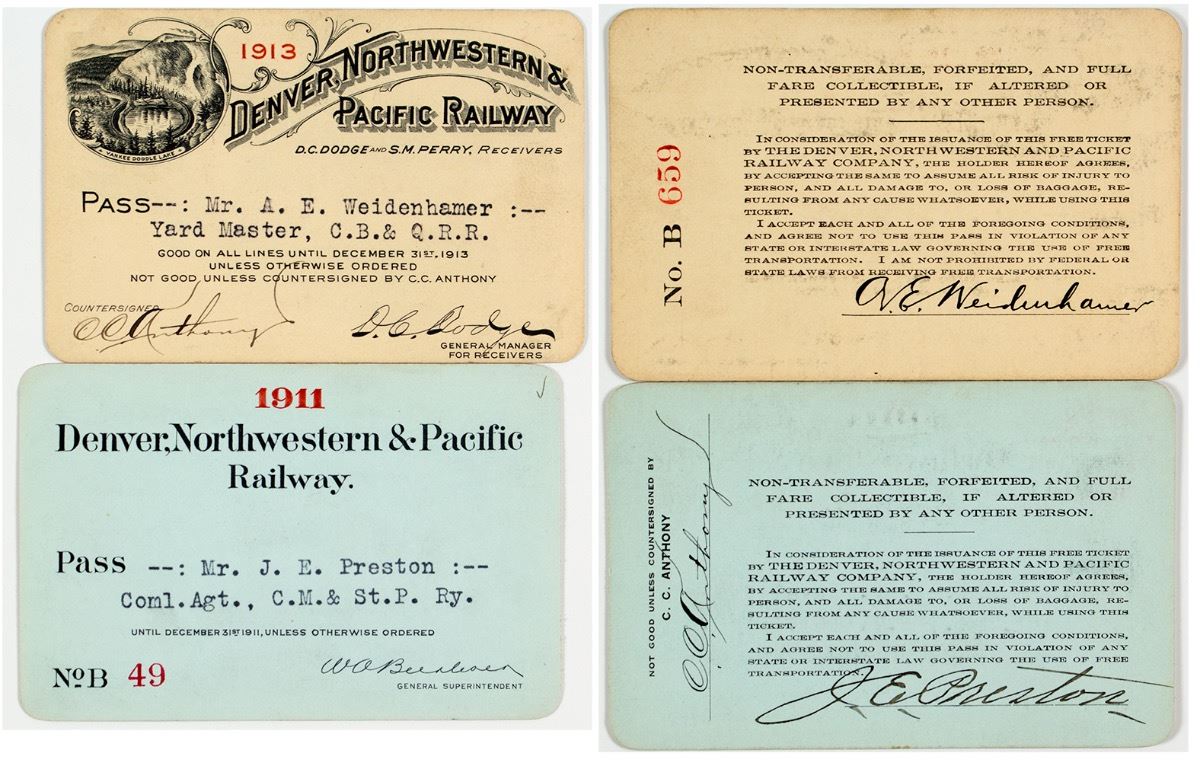 1913
DENVER, NORTHWESTERN &
PACIFIC RAILWAY
YANKEE DOODLE LAKE
D.C. DODGE AND S.M. PERRY, RECEIVERS
PASS--: Mr. A. E. Weidenhamer :--
Yard Master, C.B.& Q.R.R.
GOOD ON ALL LINES UNTIL DECEMBER 31ST, 1913
UNLESS OTHERWISE ORDERED
NOT GOOD UNLESS COUNTERSIGNED BY C.C. ANTHONY
COUNTERSIGNED
CC Anthony
D.C. Dodge
GENERAL MANAGER
FOR RECEIVERS
NON-TRANSFERABLE, FORFEITED, AND FULL
FARE COLLECTIBLE, IF ALTERED OR
PRESENTED BY ANY OTHER PERSON.
IN CONSIDERATION OF THE ISSUANCE OF THIS FREE TICKET
BY THE DENVER, NORTHWESTERN AND PACIFIC
RAILWAY COMPANY, THE HOLDER HEREOF AGREES,
BY ACCEPTING THE SAME TO ASSUME ALL RISK OF INJURY TO
PERSON, AND ALL DAMAGE TO, OR LOSS OF BAGGAGE, RE-
SULTING FROM ANY CAUSE WHATSOEVER, WHILE USING THIS
TICKET.
I ACCEPT EACH AND ALL OF THE FOREGOING CONDITIONS,
AND AGREE NOT TO USE THIS PASS IN VIOLATION OF ANY
STATE OR INTERSTATE LAW GOVERNING THE USE OF FREE
TRANSPORTATION. I AM NOT PROHIBITED BY FEDERAL OR
STATE LAWS FROM RECEIVING FREE TRANSPORTATION.
A. E. Weidenhamer
No. B 659
1911
Denver, Northwestern & Pacific
Railway.
Pass --: Mr. J. E. Preston :--
Coml.Agt., C.M.& St.P. Ry.
UNTIL DECEMBER 31ST 1911, UNLESS OTHERWISE ORDERED
No B 49
GENERAL SUPERINTENDENT
NOT GOOD UNLESS COUNTERSIGNED BY
C. C. ANTHONY
CC Anthony
NON-TRANSFERABLE, FORFEITED, AND FULL
FARE COLLECTIBLE, IF ALTERED OR
PRESENTED BY ANY OTHER PERSON.
IN CONSIDERATION OF THE ISSUANCE OF THIS FREE TICKET
BY THE DENVER, NORTHWESTERN AND PACIFIC
RAILWAY COMPANY, THE HOLDER HEREOF AGREES,
BY ACCEPTING THE SAME TO ASSUME ALL RISK OF INJURY TO
PERSON, AND ALL DAMAGE TO, OR LOSS OF BAGGAGE, RE-
SULTING FROM ANY CAUSE WHATSOEVER, WHILE USING THIS
TICKET.
I ACCEPT EACH AND ALL OF THE FOREGOING CONDITIONS,
AND AGREE NOT TO USE THIS PASS IN VIOLATION OF ANY
STATE OR INTERSTATE LAW GOVERNING THE USE OF FREE
TRANSPORTATION.
J. E. Preston